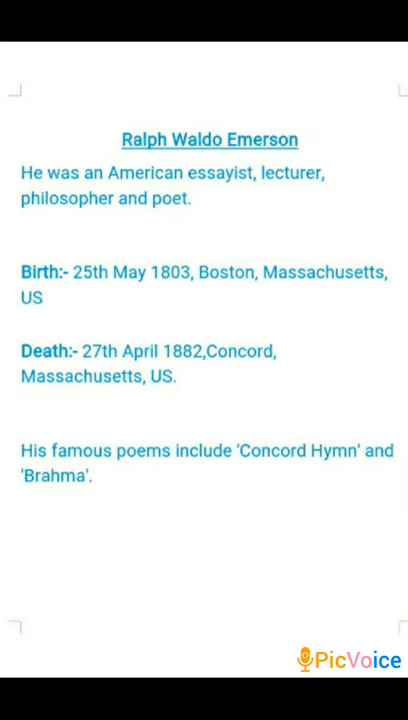 Ralph Waldo Emerson
He was an American essayist, lecturer,
philosopher and poet.
Birth:- 25th May 1803, Boston, Massachusetts,
US
Death:- 27th April 1882,Concord,
Massachusetts, US.
His famous poems include 'Concord Hymn' and
'Brahma'.
PicVoice